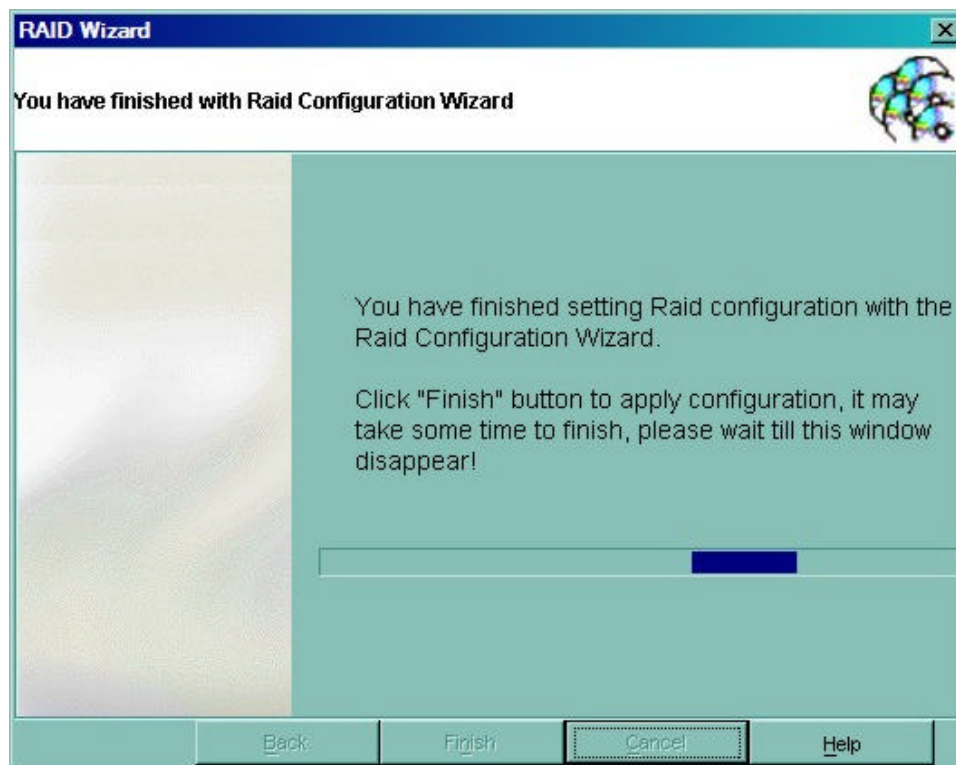 RAID Wizard
You have finished with Raid Configuration Wizard
You have finished setting Raid configuration with the
Raid Configuration Wizard.
Click "Finish" button to apply configuration, it may
take some time to finish, please wait till this window
disappear!
Back Finish Cancel Help